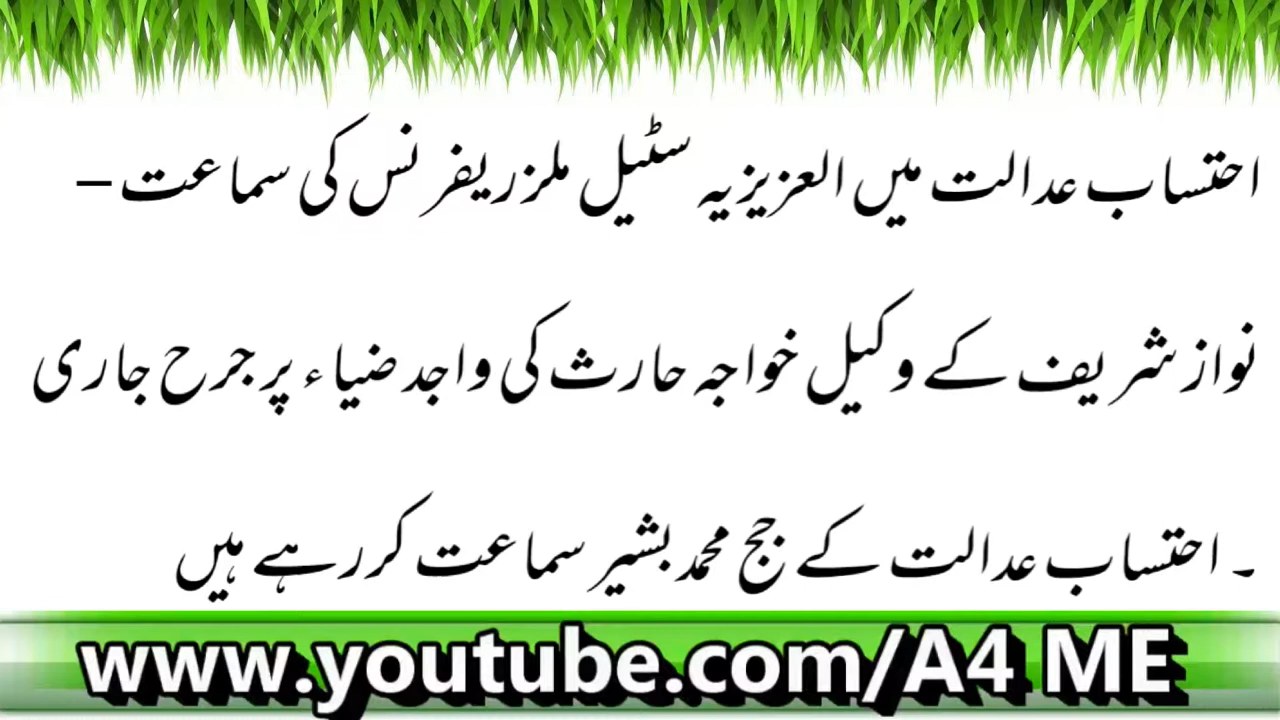 احتساب عدالت میں العزیزیہ سٹیل ملز ریفرنس کی سماعت –
نواز شریف کے وکیل خواجہ حارث کی واجد ضیاء پر جرح جاری
۔ احتساب عدالت کے جج محمد بشیر سماعت کر رہے ہیں
www.youtube.com/A4 ME